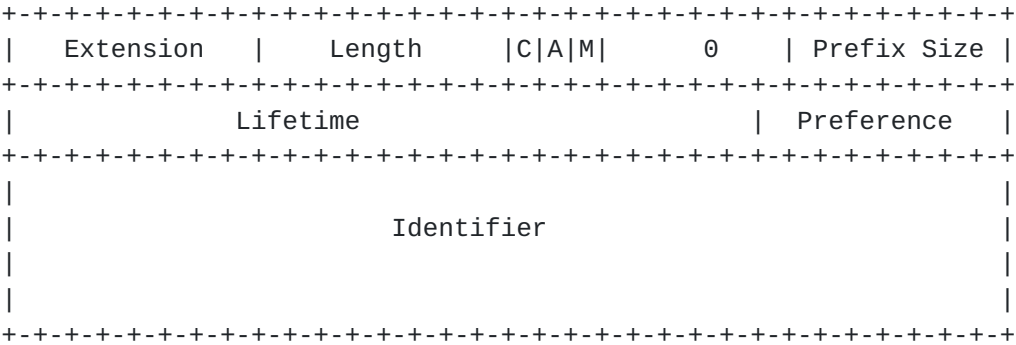 +-+-+-+-+-+-+-+-+-+-+-+-+-+-+-+-+-+-+-+-+-+-+-+-+-+-+-+-+-+-+-+-+
|   Extension   |    Length     |C|A|M|      0    | Prefix Size |
+-+-+-+-+-+-+-+-+-+-+-+-+-+-+-+-+-+-+-+-+-+-+-+-+-+-+-+-+-+-+-+-+
|              Lifetime                         |  Preference   |
+-+-+-+-+-+-+-+-+-+-+-+-+-+-+-+-+-+-+-+-+-+-+-+-+-+-+-+-+-+-+-+-+
|                                                               |
|                        Identifier                             |
|                                                               |
|                                                               |
+-+-+-+-+-+-+-+-+-+-+-+-+-+-+-+-+-+-+-+-+-+-+-+-+-+-+-+-+-+-+-+-+